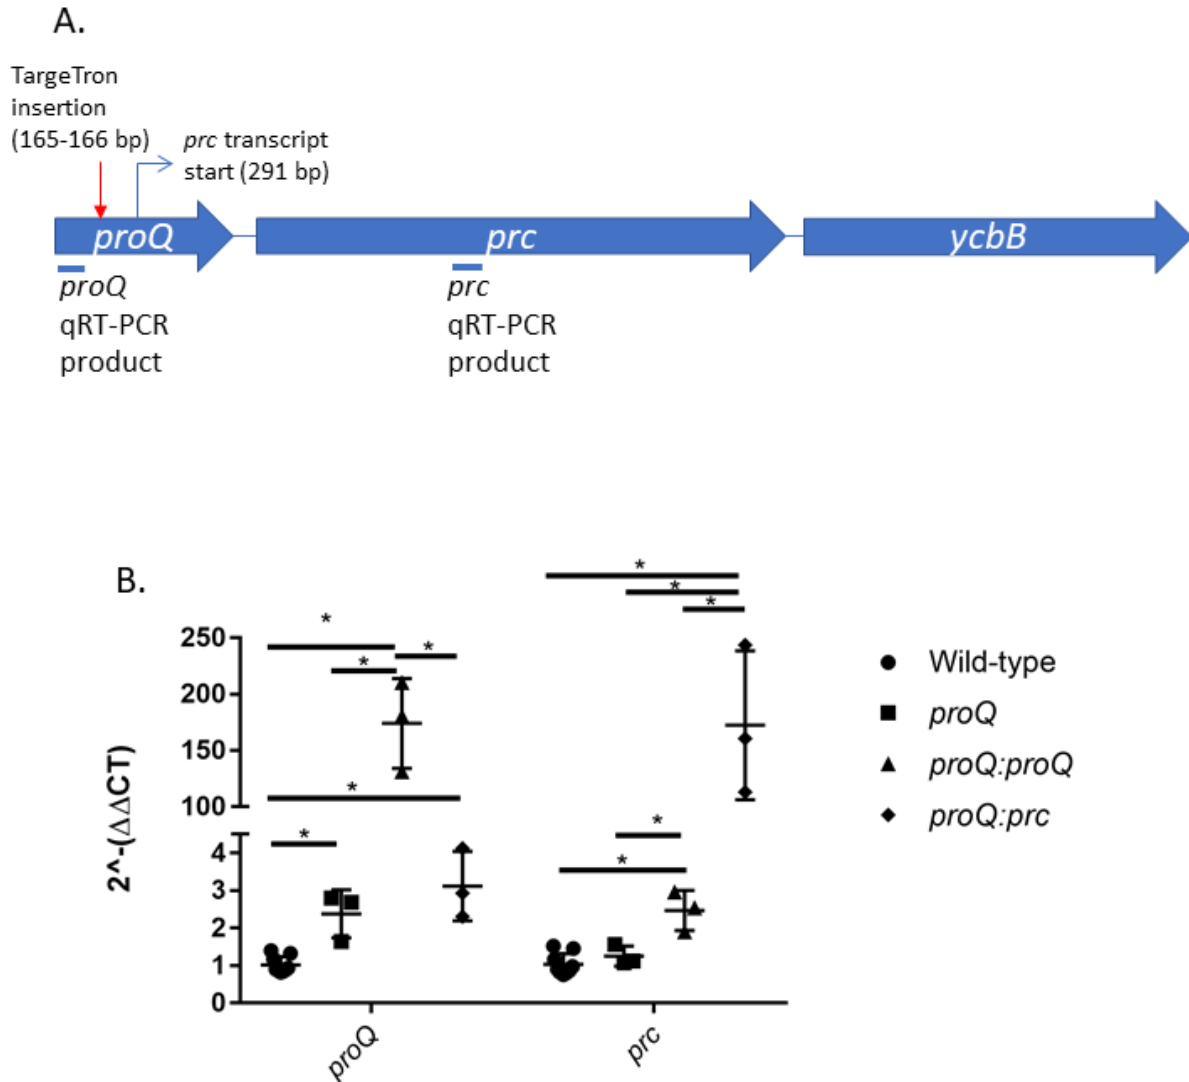 A.
TargeTron
insertion
(165-166 bp)
prc transcript
start (291 bp)
proQ
prc
ycbB
proQ
qRT-PCR
product
prc
qRT-PCR
product
B.
2^-(ΔΔCT)
250
200
150
100
4
3
2
1
0
*
*
*
*
*
*
*
*
*
*
proQ
prc
Wild-type
proQ
proQ:proQ
proQ:prc